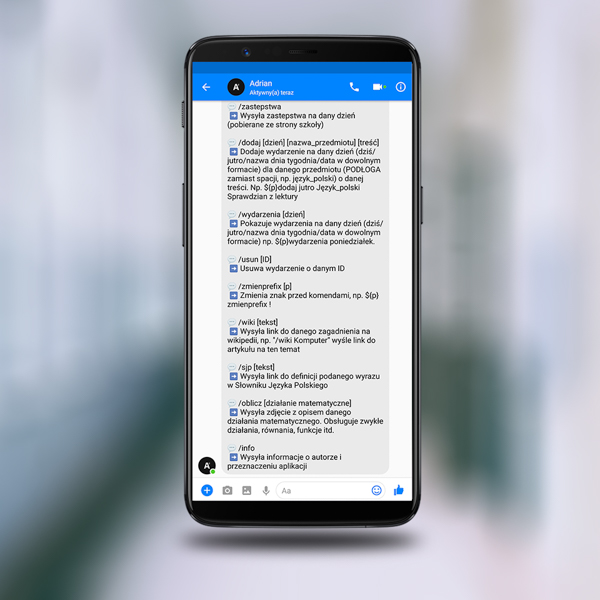 Adrian
Aktywny(a) teraz
/zastepstwa
Wysyła zastepstwa na dany dzień
(pobierane ze strony szkoły)
/dodaj [dzień] [nazwa_przedmiotu] [treść]
Dodaje wydarzenie na dany dzień (dziś/
jutro/nazwa dnia tygodnia/data w dowolnym
formacie) dla danego przedmiotu (PODŁOGA
zamiast spacji, np. język_polski) o danej
treści. Np. ${p}dodaj jutro Język_polski
Sprawdzian z lektury
/wydarzenia [dzień]
Pokazuje wydarzenia na dany dzień (dziś/
jutro/nazwa dnia tygodnia/data w dowolnym
formacie) np. ${p}wydarzenia poniedziałek.
/usun [ID]
Usuwa wydarzenie o danym ID
/zmienprefix [p]
Zmienia znak przed komendami, np. ${p}
zmienprefix !
/wiki [tekst]
Wysyła link do danego zagadnienia na
wikipedii, np. "/wiki Komputer" wyśle link do
artykułu na ten temat
/sjp [tekst]
Wysyła link do definicji podanego wyrazu
w Słowniku Języka Polskiego
/oblicz [działanie matematyczne]
Wysyła zdjęcie z opisem danego
działania matematycznego. Obsługuje zwykłe
działania, równania, funkcje itd.
/info
Wysyła informacje o autorze i
przeznaczeniu aplikacji
Aa